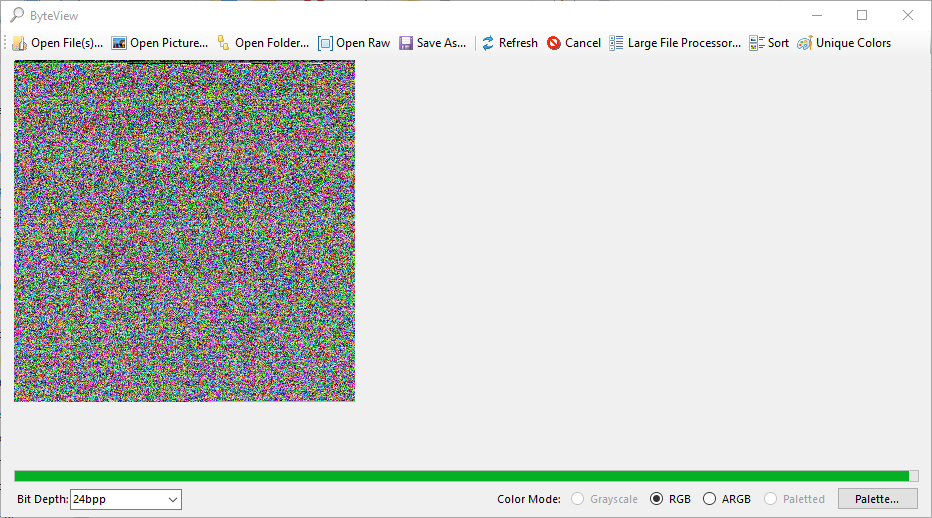 ByteView
Open File(s)... Open Picture... Open Folder... Open Raw Save As... Refresh Cancel Large File Processor... Sort Unique Colors
Bit Depth: 24bpp Color Mode: Grayscale RGB ARGB Paletted Palette...